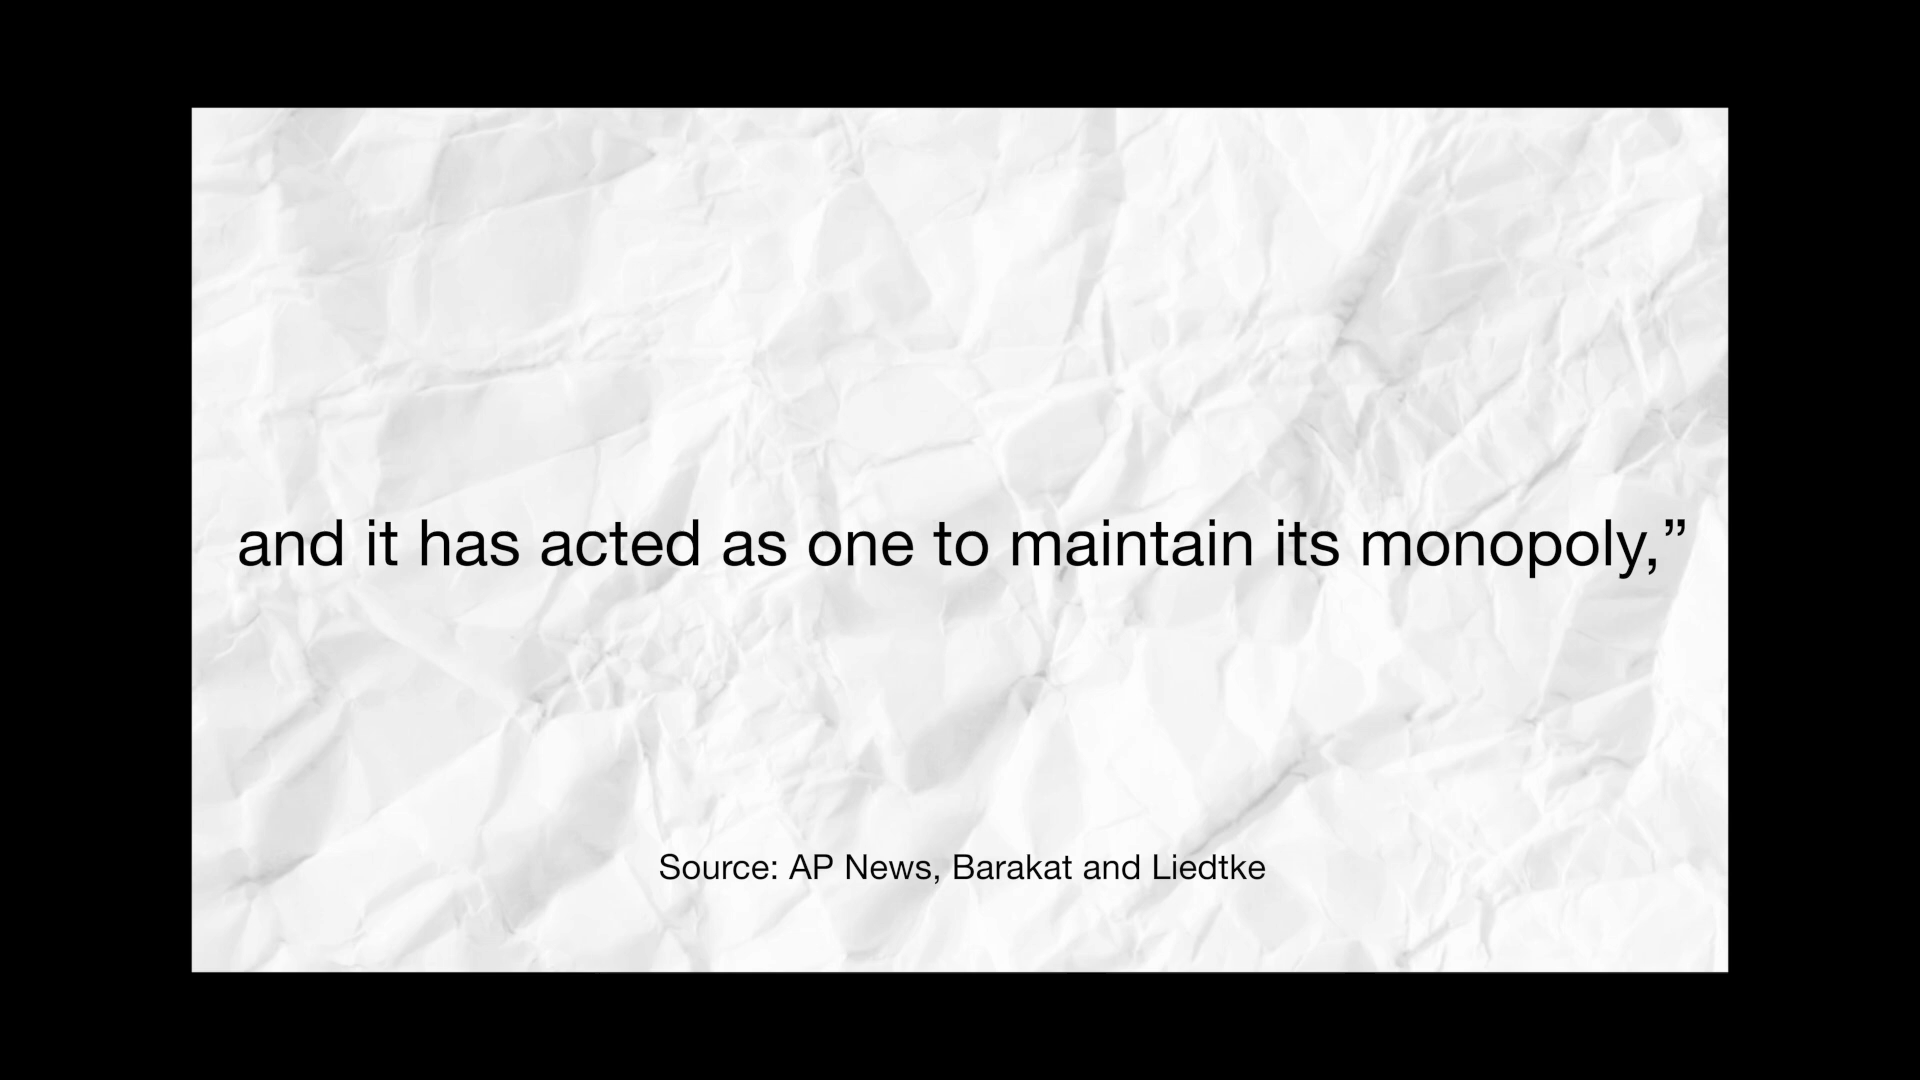 and it has acted as one to maintain its monopoly,”
Source: AP News, Barakat and Liedtke